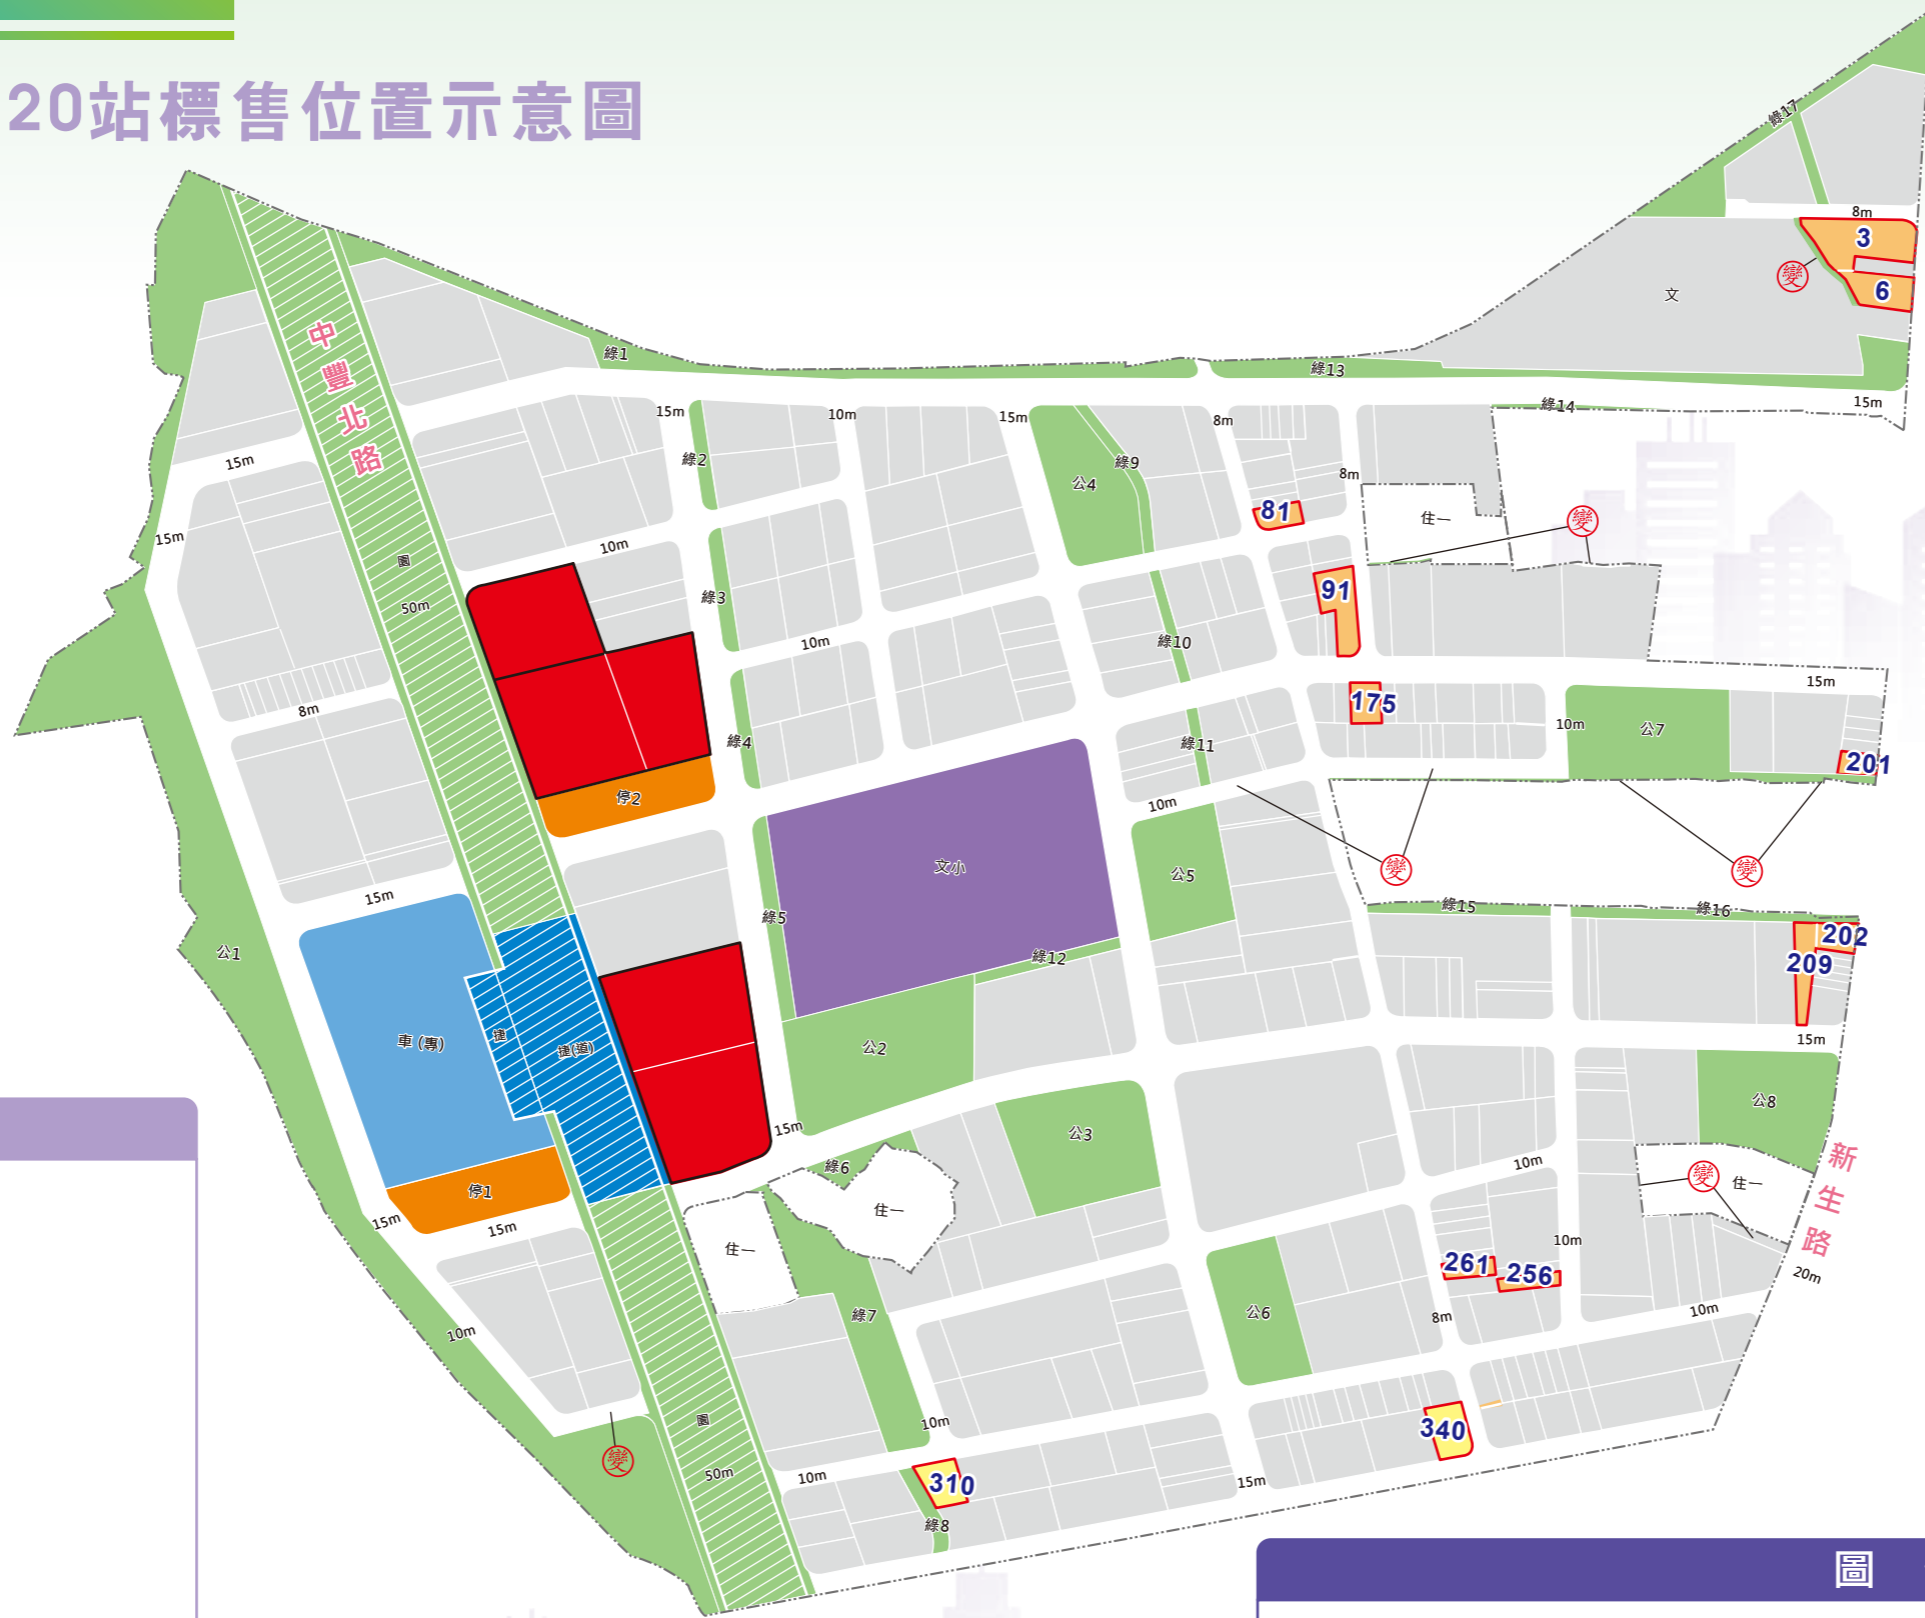 20站標售位置示意圖
綠17
8m
3
變
6
文
中豐北路
綠1
綠13
15m
綠14
15m
10m
15m
8m
綠2
綠9
公4
8m
15m
81
住一
變
15m
10m
園
50m
綠3
91
10m
綠10
15m
8m
175
10m
公7
綠4
綠11
201
停2
10m
文小
公5
變
變
15m
綠5
綠15
綠16
公1
綠12
202
209
車(專)
捷
捷(道)
公2
15m
公8
15m
公3
綠6
新生路
10m
變
住一
停1
15m
15m
住一
住一
10m
261
256
20m
公6
綠7
8m
10m
10m
園
10m
340
變
50m
10m
310
15m
綠8
圖